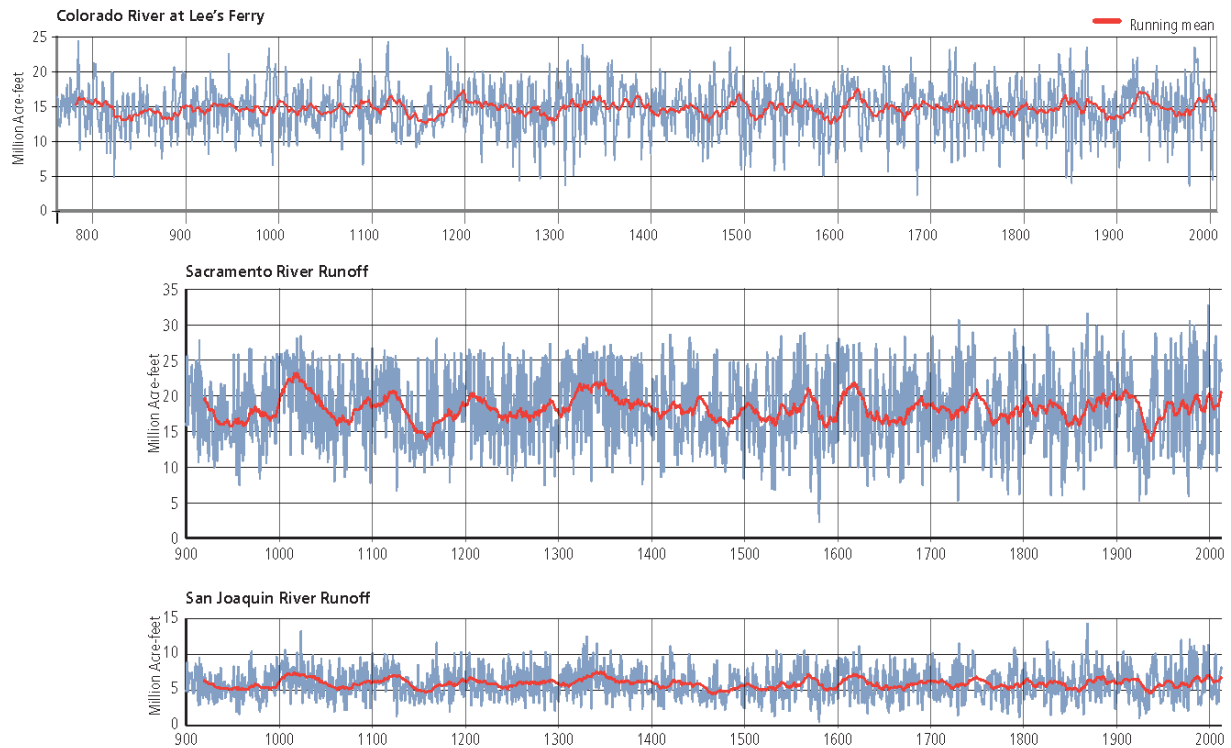 Colorado River at Lee's Ferry
Running mean
Million Acre-feet
25
20
15
10
5
0
800 900 1000 1100 1200 1300 1400 1500 1600 1700 1800 1900 2000
Sacramento River Runoff
Million Acre-feet
35
30
25
20
15
10
5
0
900 1000 1100 1200 1300 1400 1500 1600 1700 1800 1900 2000
San Joaquin River Runoff
Million Acre-feet
15
10
5
0
900 1000 1100 1200 1300 1400 1500 1600 1700 1800 1900 2000